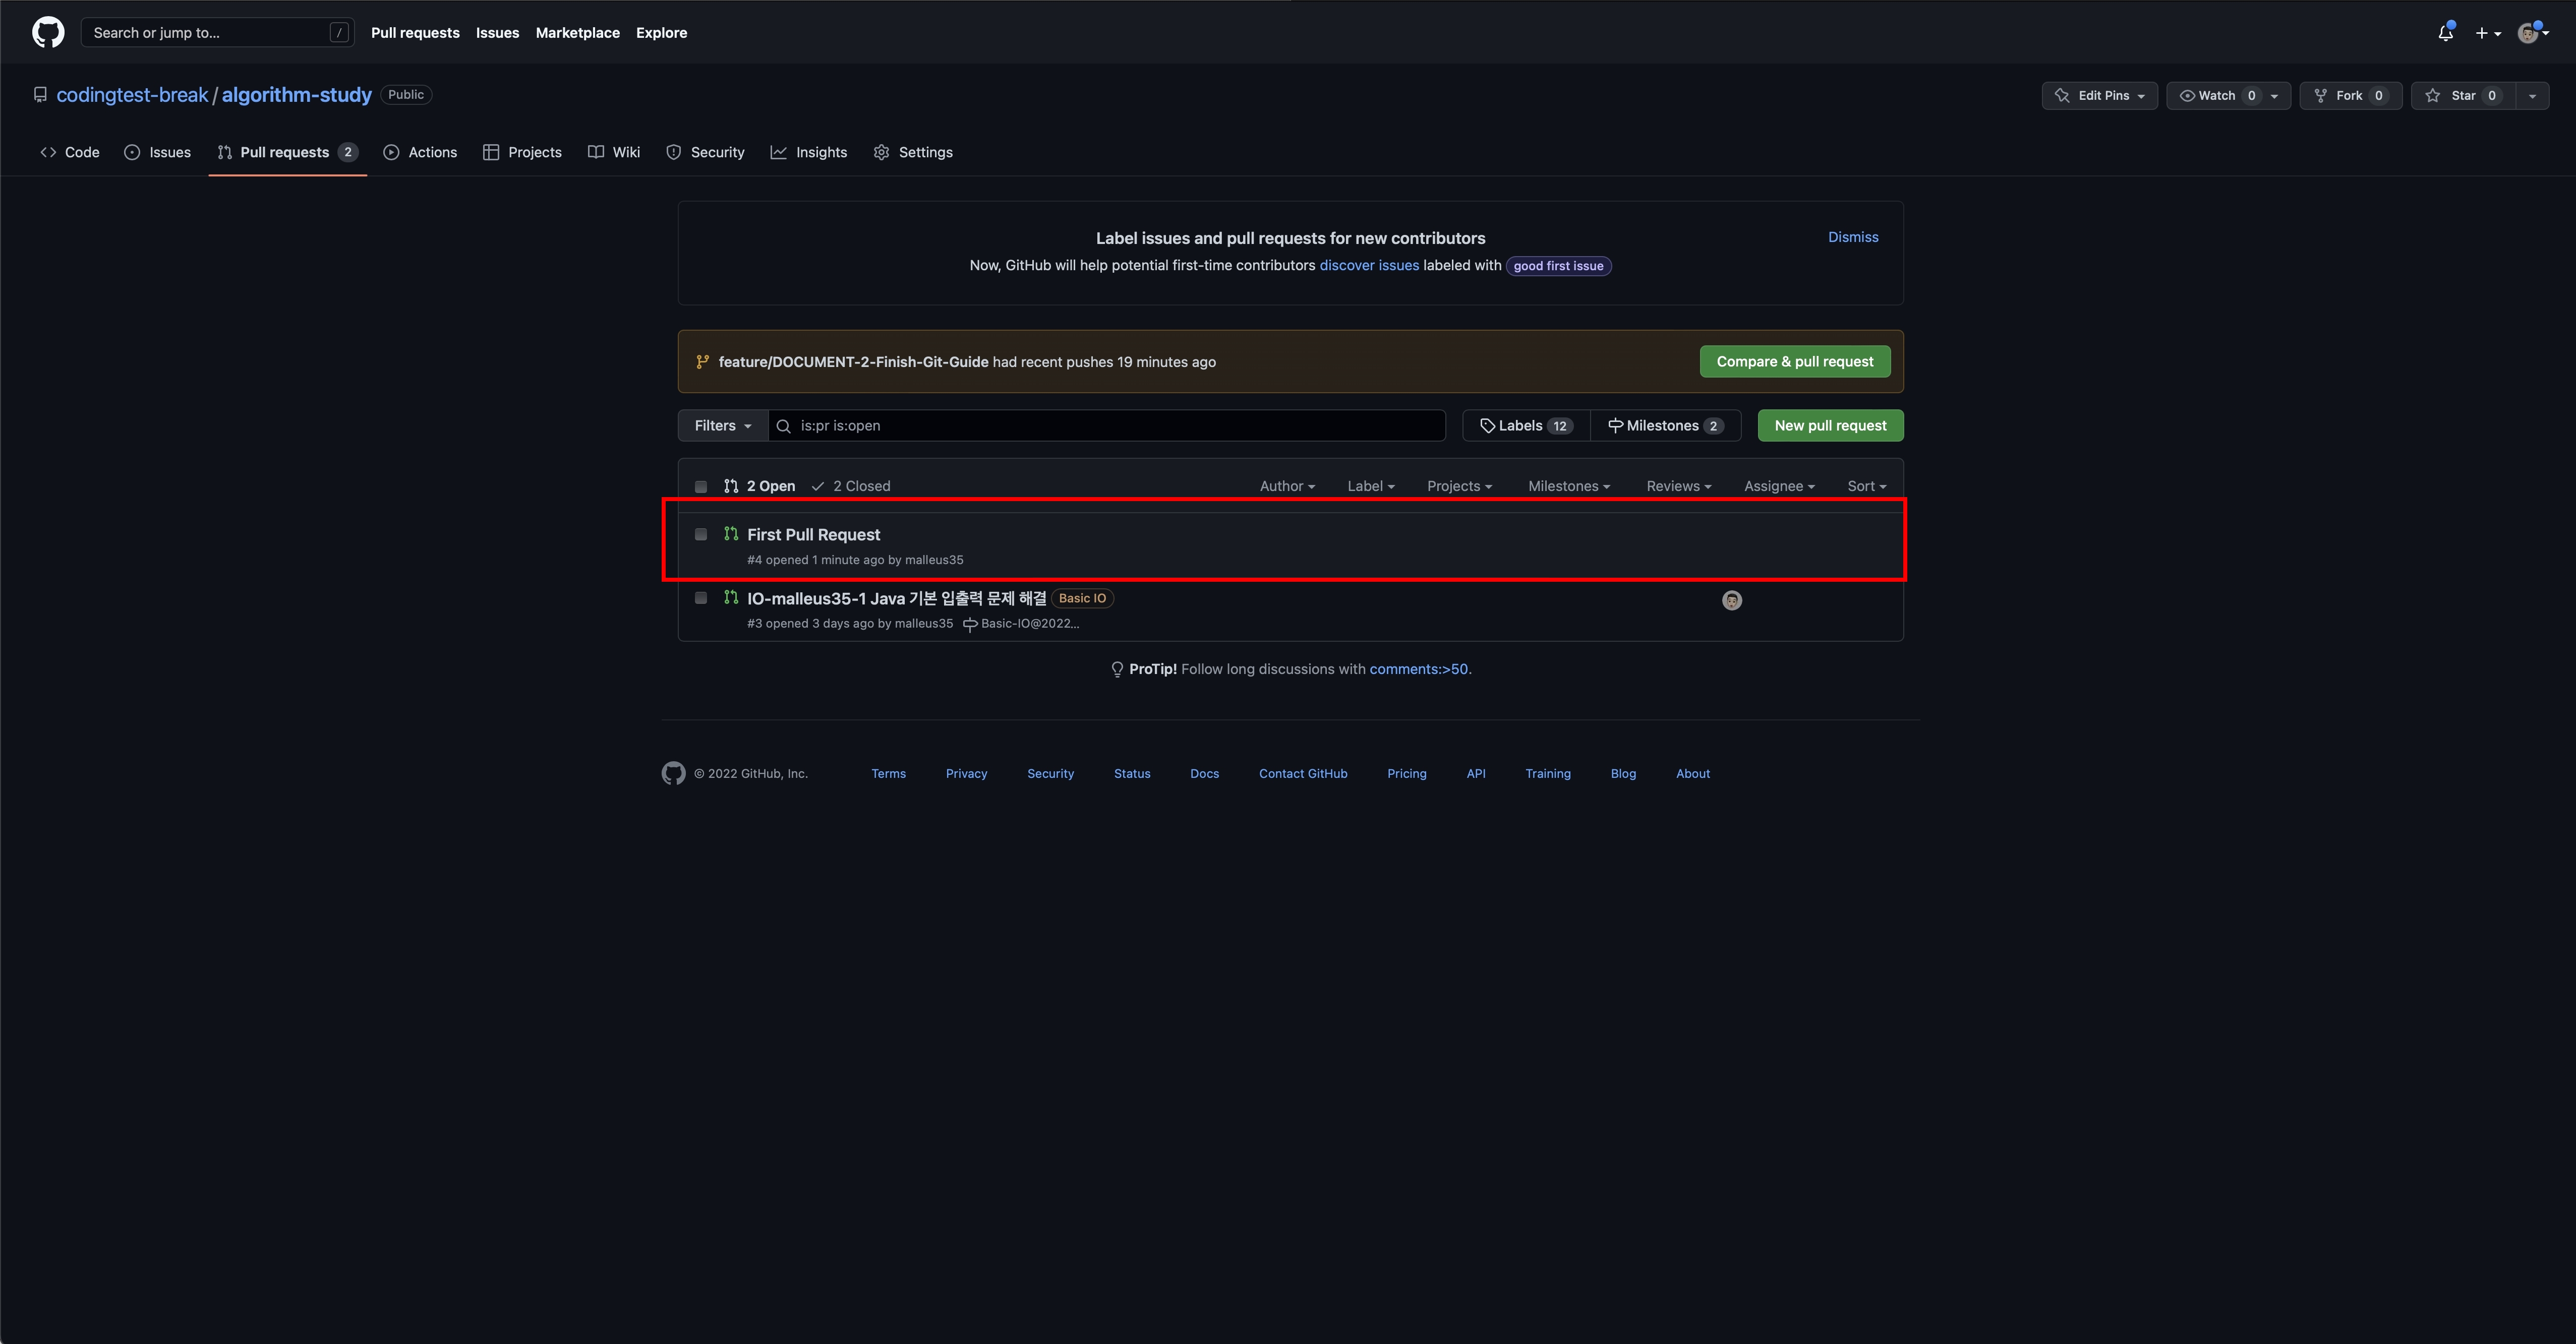 Search or jump to... /
Pull requests Issues Marketplace Explore
codingtest-break / algorithm-study Public
Edit Pins Watch 0 Fork 0 Star 0
Code Issues Pull requests 2 Actions Projects Wiki Security Insights Settings
Label issues and pull requests for new contributors
Dismiss
Now, GitHub will help potential first-time contributors discover issues labeled with good first issue
feature/DOCUMENT-2-Finish-Git-Guide had recent pushes 19 minutes ago
Compare & pull request
Filters is:pr is:open Labels 12 Milestones 2 New pull request
2 Open 2 Closed Author Label Projects Milestones Reviews Assignee Sort
First Pull Request
#4 opened 1 minute ago by malleus35
IO-malleus35-1 Java 기본 입출력 문제 해결 Basic IO
#3 opened 3 days ago by malleus35 Basic-IO@2022...
ProTip! Follow long discussions with comments:>50.
© 2022 GitHub, Inc. Terms Privacy Security Status Docs Contact GitHub Pricing API Training Blog About